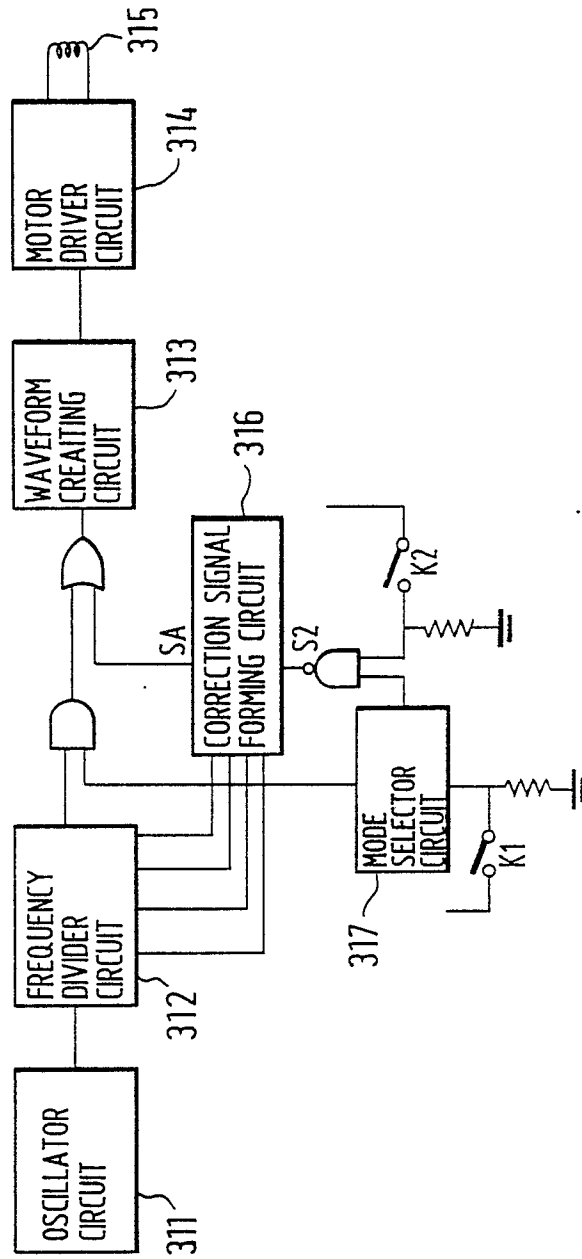 OSCILLATOR
CIRCUIT
311
FREQUENCY
DIVIDER
CIRCUIT
312
WAVEFORM
CREAITING
CIRCUIT
313
MOTOR
DRIVER
CIRCUIT
314
315
SA
CORRECTION SIGNAL
FORMING CIRCUIT
316
S2
MODE
SELECTOR
CIRCUIT
317
K1
K2